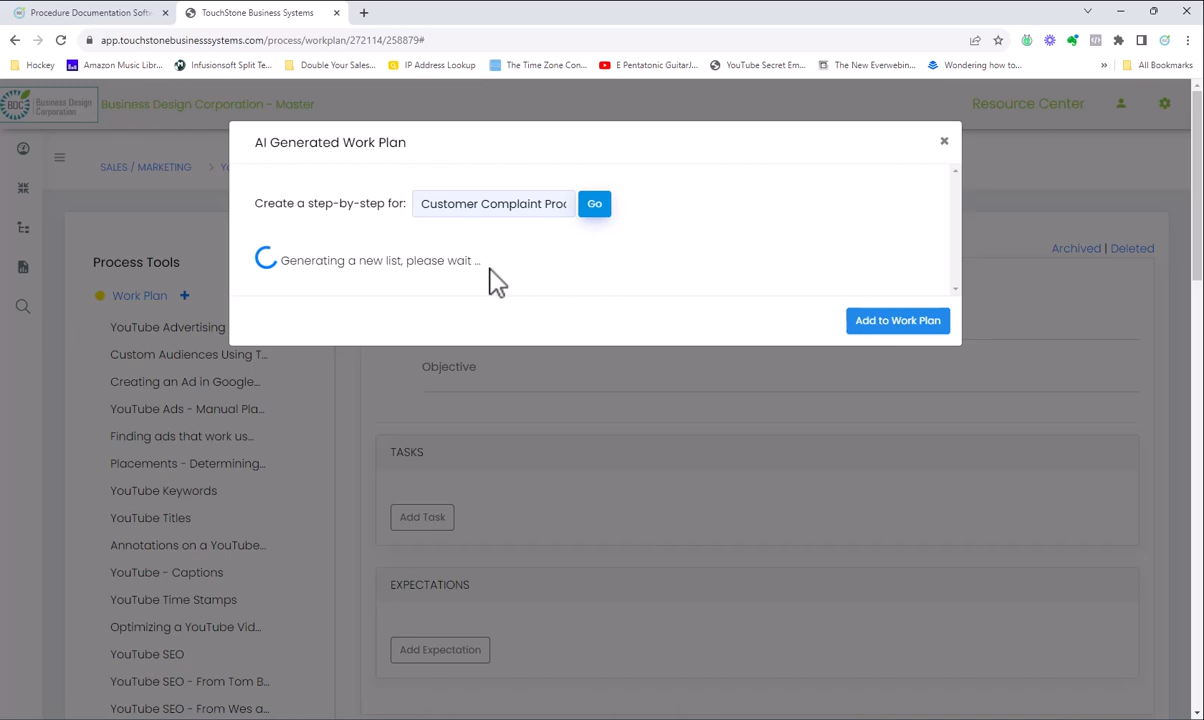 Procedure Documentation Softw
TouchStone Business Systems
app.touchstonebusinesssystems.com/process/workplan/272114/258879#
Hockey
Amazon Music Libr...
Infusionsoft Split Te...
Double Your Sales...
IP Address Lookup
The Time Zone Con...
E Pentatonic GuitarJ...
YouTube Secret Em...
The New Everwebin...
Wondering how to...
»
All Bookmarks
BDC Business Design Corporation
Business Design Corporation - Master
Resource Center
AI Generated Work Plan
SALES / MARKETING > Yo
Create a step-by-step for: Customer Complaint Proc Go
Generating a new list, please wait ...
Add to Work Plan
Archived | Deleted
Process Tools
Work Plan +
YouTube Advertising
Custom Audiences Using T...
Creating an Ad in Google...
YouTube Ads - Manual Pla...
Finding ads that work us...
Placements - Determining...
YouTube Keywords
YouTube Titles
Annotations on a YouTube...
YouTube - Captions
YouTube Time Stamps
Optimizing a YouTube Vid...
YouTube SEO
YouTube SEO - From Tom B...
YouTube SEO - From Wes a...
Objective
TASKS
Add Task
EXPECTATIONS
Add Expectation